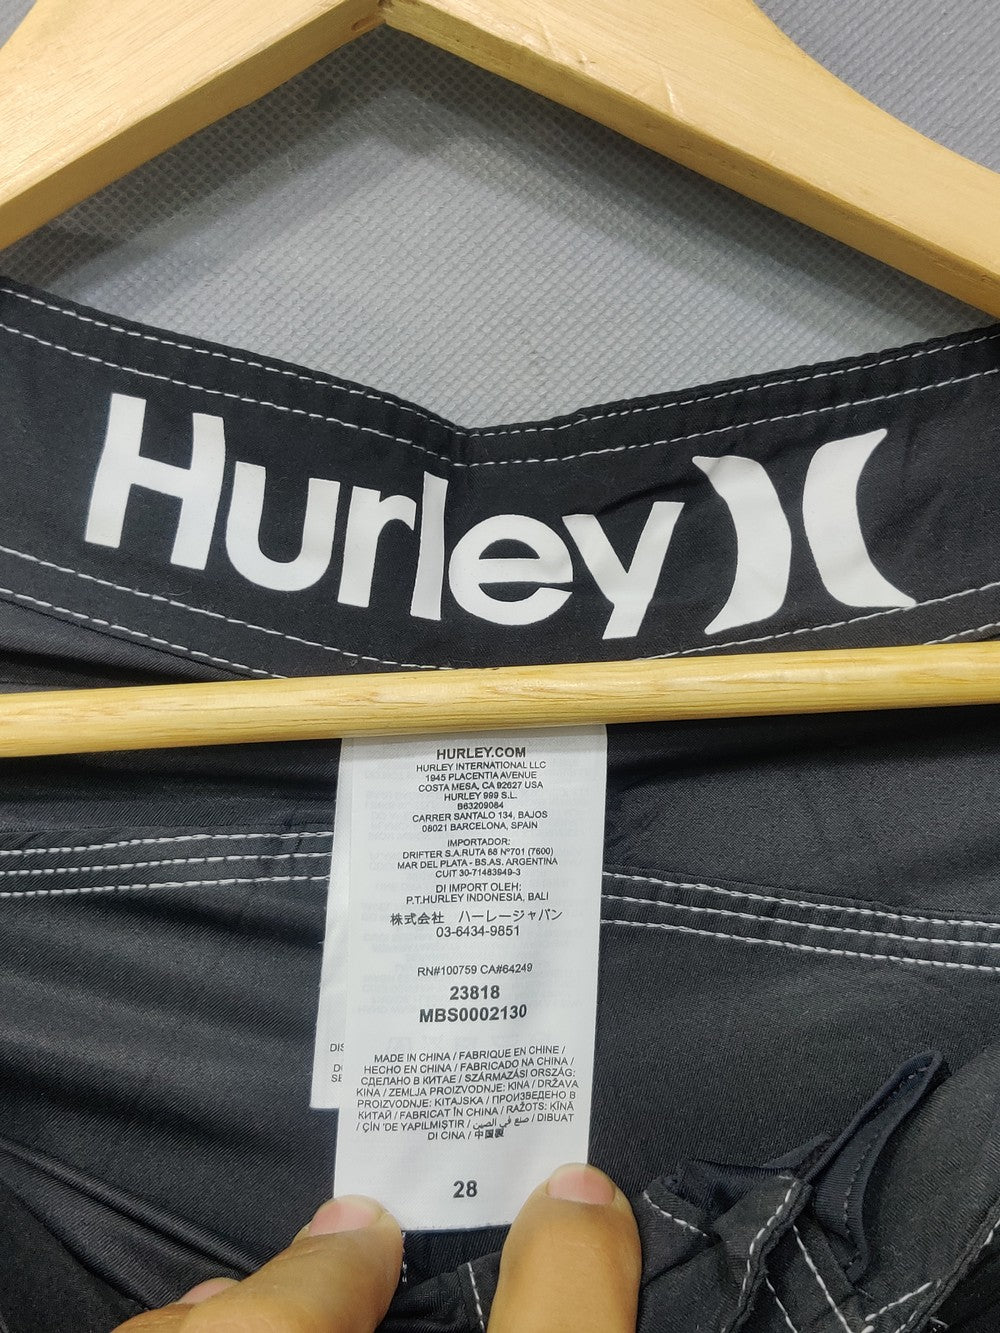 Hurley
HURLEY.COM
HURLEY INTERNATIONAL LLC
1945 PLACENTIA AVENUE
COSTA MESA, CA 92627 USA
HURLEY 999 S.L.
B63209084
CARRER SANTALO 134, BAJOS
08021 BARCELONA, SPAIN
IMPORTADOR:
DRIFTER S.A.RUTA 88 Nº701 (7600)
MAR DEL PLATA - BS.AS. ARGENTINA
CUIT 30-71483949-3
DI IMPORT OLEH:
P.T.HURLEY INDONESIA, BALI
株式会社 ハーレージャパン
03-6434-9851
RN#100759 CA#64249
23818
MBS0002130
MADE IN CHINA / FABRIQUE EN CHINE /
HECHO EN CHINA / FABRICADO NA CHINA /
СДЕЛАНО В КИТАЕ / SZÁRMAZÁSI ORSZÁG:
KINA / ZEMLJA PROIZVODNJE: KINA / DRŽAVA
PROIZVODNJE: KITAJSKA / ПРОИЗВЕДЕНО В
КИТАЙ / FABRICAT ÎN CHINA / RAŽOTS: ĶĪNĀ
/ ÇİN 'DE YAPILMIŞTIR / صنع في الصين / DIBUAT
DI CINA / 中国製
28